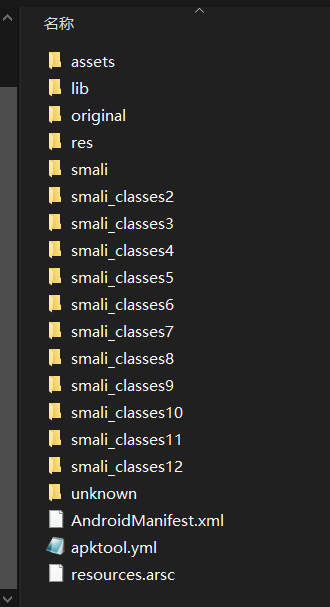 名称
assets
lib
original
res
smali
smali_classes2
smali_classes3
smali_classes4
smali_classes5
smali_classes6
smali_classes7
smali_classes8
smali_classes9
smali_classes10
smali_classes11
smali_classes12
unknown
AndroidManifest.xml
apktool.yml
resources.arsc